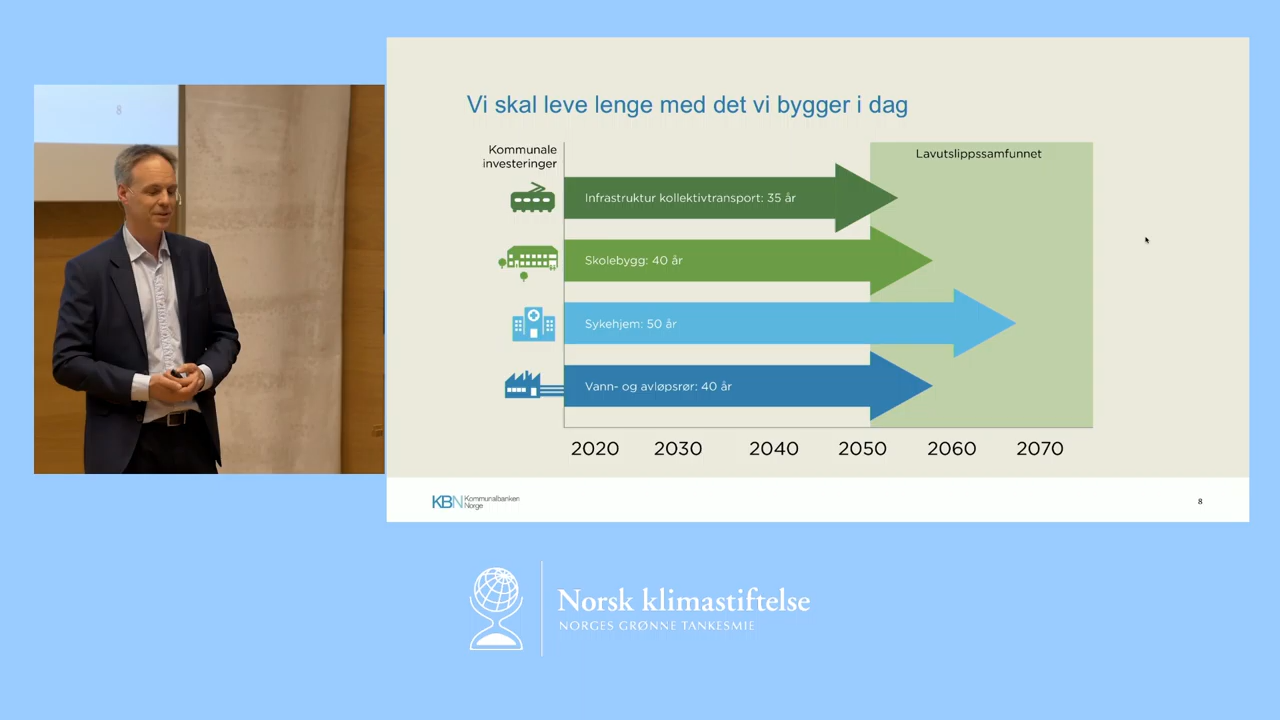 8
Vi skal leve lenge med det vi bygger i dag
Kommunale
investeringer
Lavutslippssamfunnet
Infrastruktur kollektivtransport: 35 år
Skolebygg: 40 år
Sykehjem: 50 år
Vann- og avløpsrør: 40 år
2020 2030 2040 2050 2060 2070
KBN Kommunalbanken
Norge
8
Norsk klimastiftelse
NORGES GRØNNE TANKESMIE